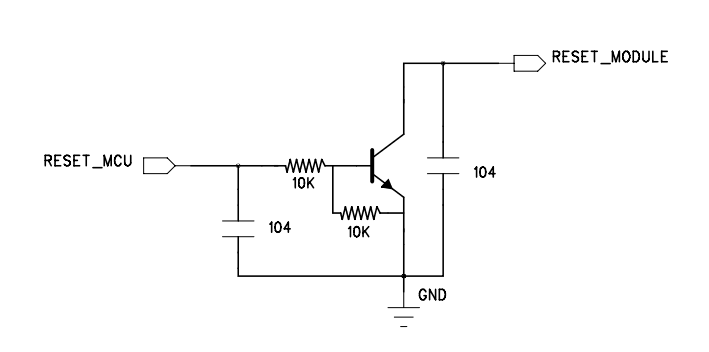 RESET_MODULE
RESET_MCU
10K
104
104
10K
GND